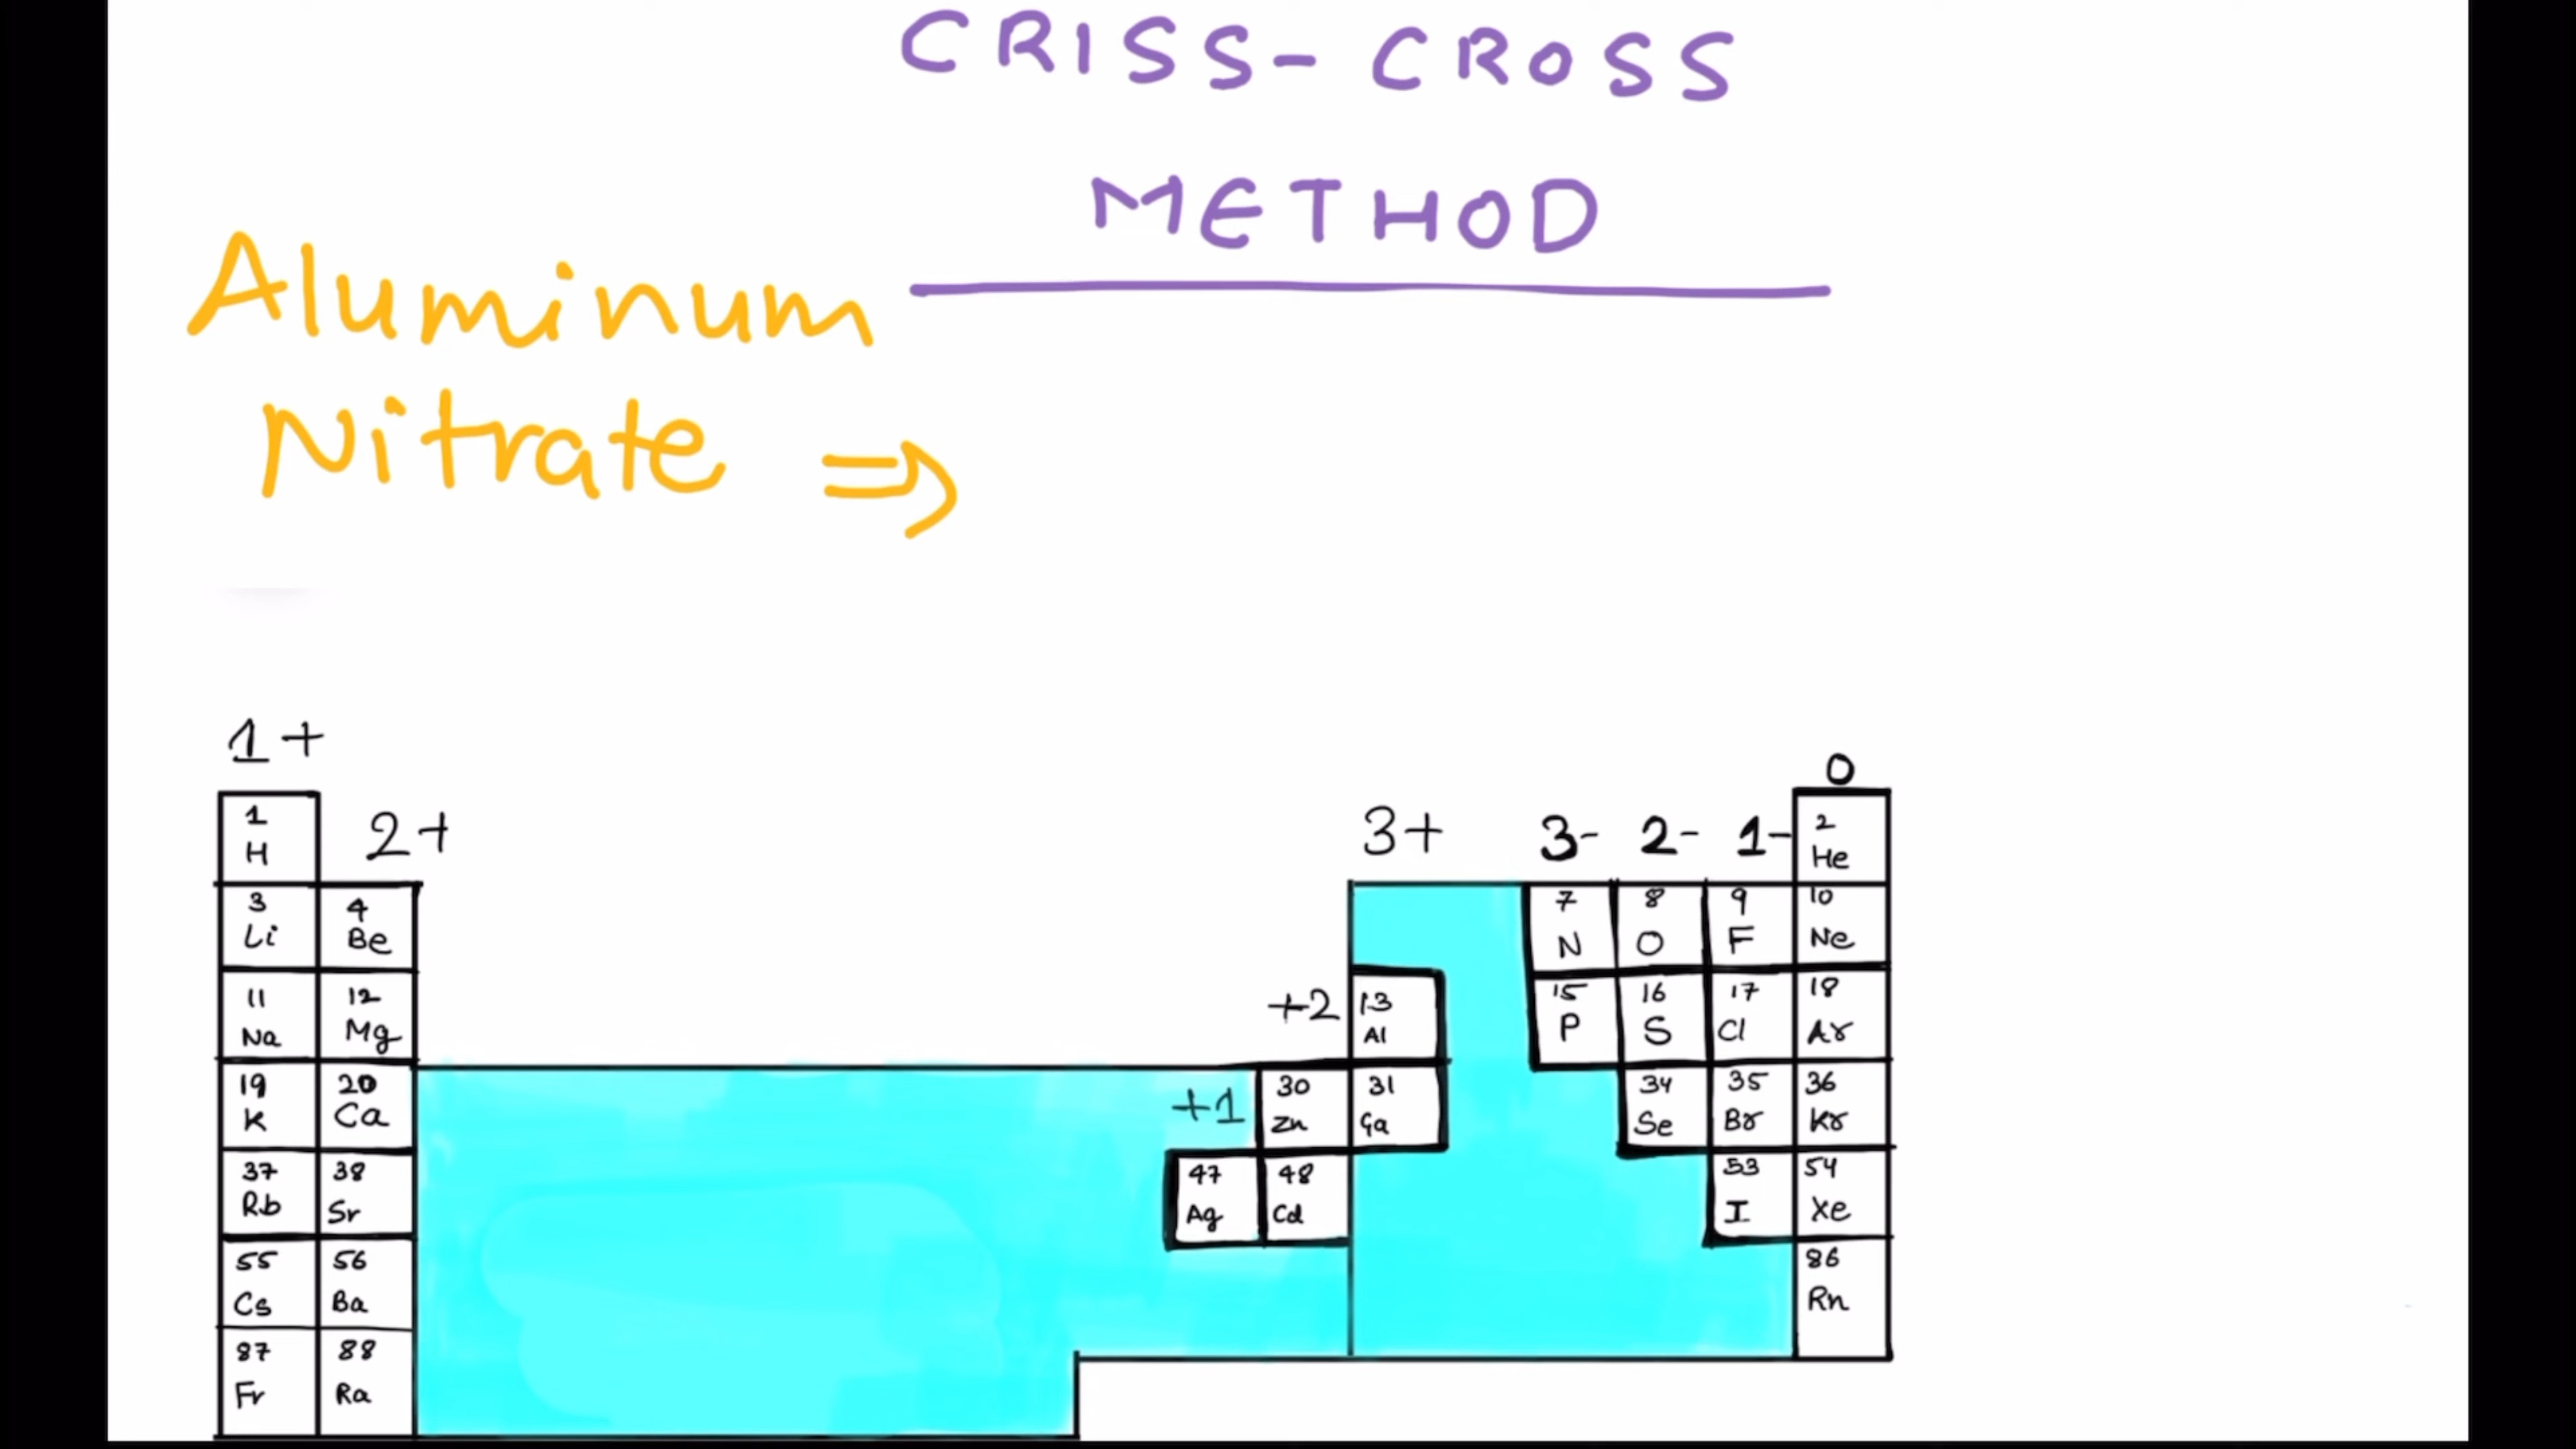 CRISS-CROSS
METHOD
Aluminum
Nitrate ⇒
1+
0
2+
3+ 3- 2- 1-
1
H
2
He
3
Li
4
Be
7
N
8
O
9
F
10
Ne
11
Na
12
Mg
+2
13
Al
15
P
16
S
17
Cl
18
Ar
19
K
20
Ca
+1
30
Zn
31
Ga
34
Se
35
Br
36
Kr
37
Rb
38
Sr
47
Ag
48
Cd
53
I
54
Xe
55
Cs
56
Ba
86
Rn
87
Fr
88
Ra